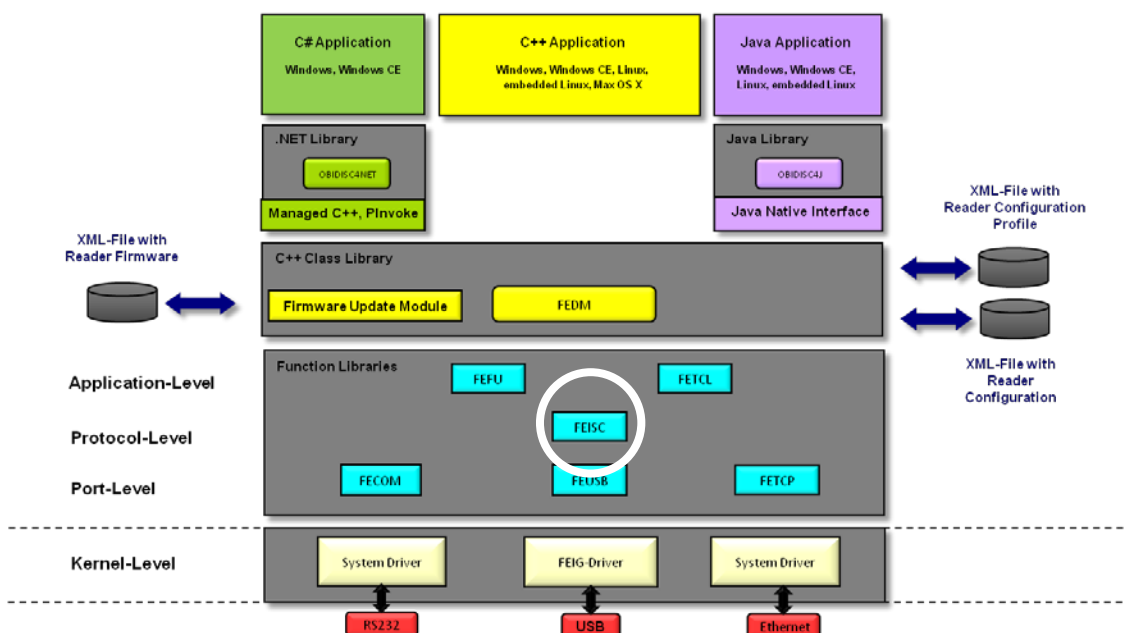 C# Application
Windows, Windows CE
C++ Application
Windows, Windows CE, Linux,
embedded Linux, Max OS X
Java Application
Windows, Windows CE,
Linux, embedded Linux
.NET Library
OBIDISC4NET
Managed C++, PInvoke
Java Library
OBIDISC4J
Java Native Interface
XML-File with
Reader Firmware
C++ Class Library
Firmware Update Module
FEDM
XML-File with
Reader Configuration
Profile
XML-File with
Reader
Configuration
Function Libraries
Application-Level
FEFU
FETCL
Protocol-Level
FEISC
Port-Level
FECOM
FEUSB
FETCP
Kernel-Level
System Driver
FEIG-Driver
System Driver
RS232
USB
Ethernet